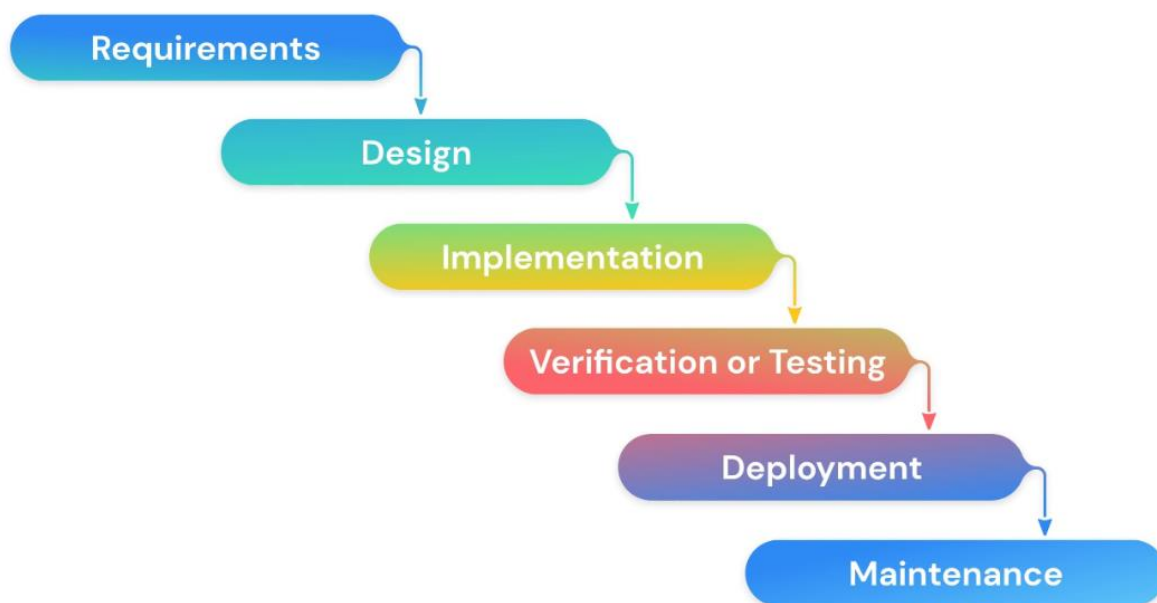 Requirements
Design
Implementation
Verification or Testing
Deployment
Maintenance